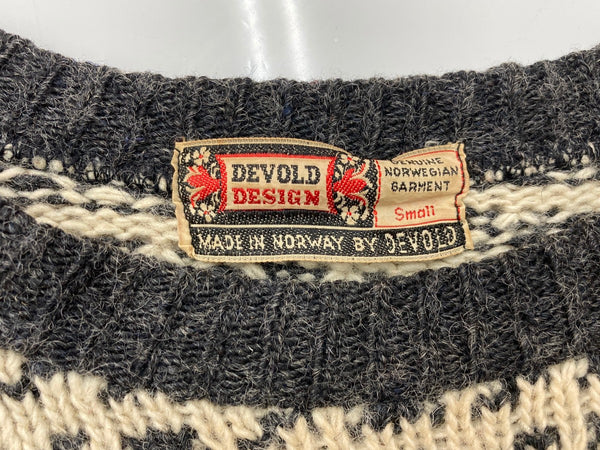 DEVOLD
DESIGN
GENUINE
NORWEGIAN
GARMENT
Small
MADE IN NORWAY BY DEVOLD